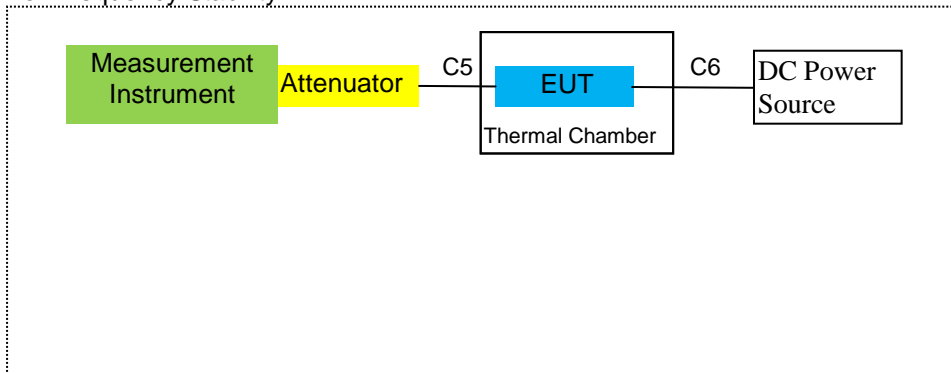 Measurement
Instrument
Attenuator
C5
EUT
Thermal Chamber
C6
DC Power
Source